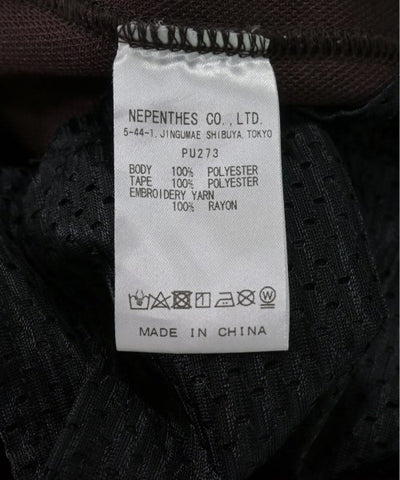 NEPENTHES CO., LTD.
5-44-1, JINGUMAE SHIBUYA, TOKYO
PU273
BODY 100% POLYESTER
TAPE 100% POLYESTER
EMBROIDERY YARN
100% RAYON
W
MADE IN CHINA